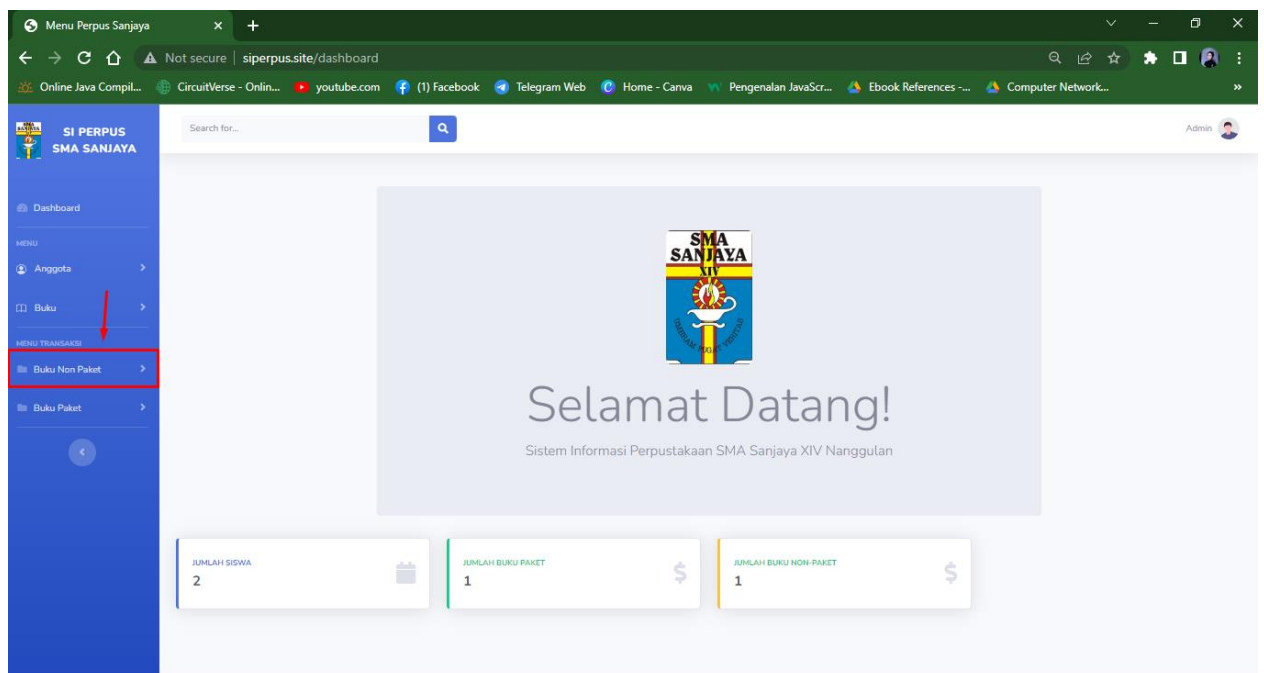 Menu Perpus Sanjaya
Not secure | siperpus.site/dashboard
Online Java Compil... CircuitVerse - Onlin... youtube.com (1) Facebook Telegram Web Home - Canva Pengenalan JavaScr... Ebook References -... Computer Network...
SI PERPUS
SMA SANJAYA
Search for...
Admin
Dashboard
MENU
Anggota
Buku
MENU TRANSAKSI
Buku Non Paket
Buku Paket
SMA
SANJAYA
XIV
Selamat Datang!
Sistem Informasi Perpustakaan SMA Sanjaya XIV Nanggulan
JUMLAH SISWA
2
JUMLAH BUKU PAKET
1
JUMLAH BUKU NON-PAKET
1